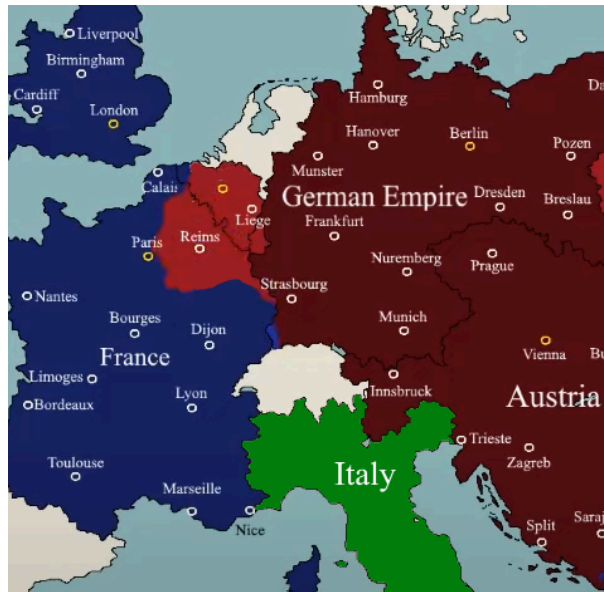 Liverpool
Birmingham
Cardiff
London
Hamburg
Hanover
Berlin
Pozen
Munster
Calais
German Empire
Dresden
Breslau
Liege
Frankfurt
Paris
Reims
Nuremberg
Prague
Strasbourg
Nantes
Bourges
Dijon
Munich
Vienna
France
Limoges
Innsbruck
Austria
Bordeaux
Lyon
Trieste
Zagreb
Italy
Toulouse
Marseille
Nice
Split
Saraj